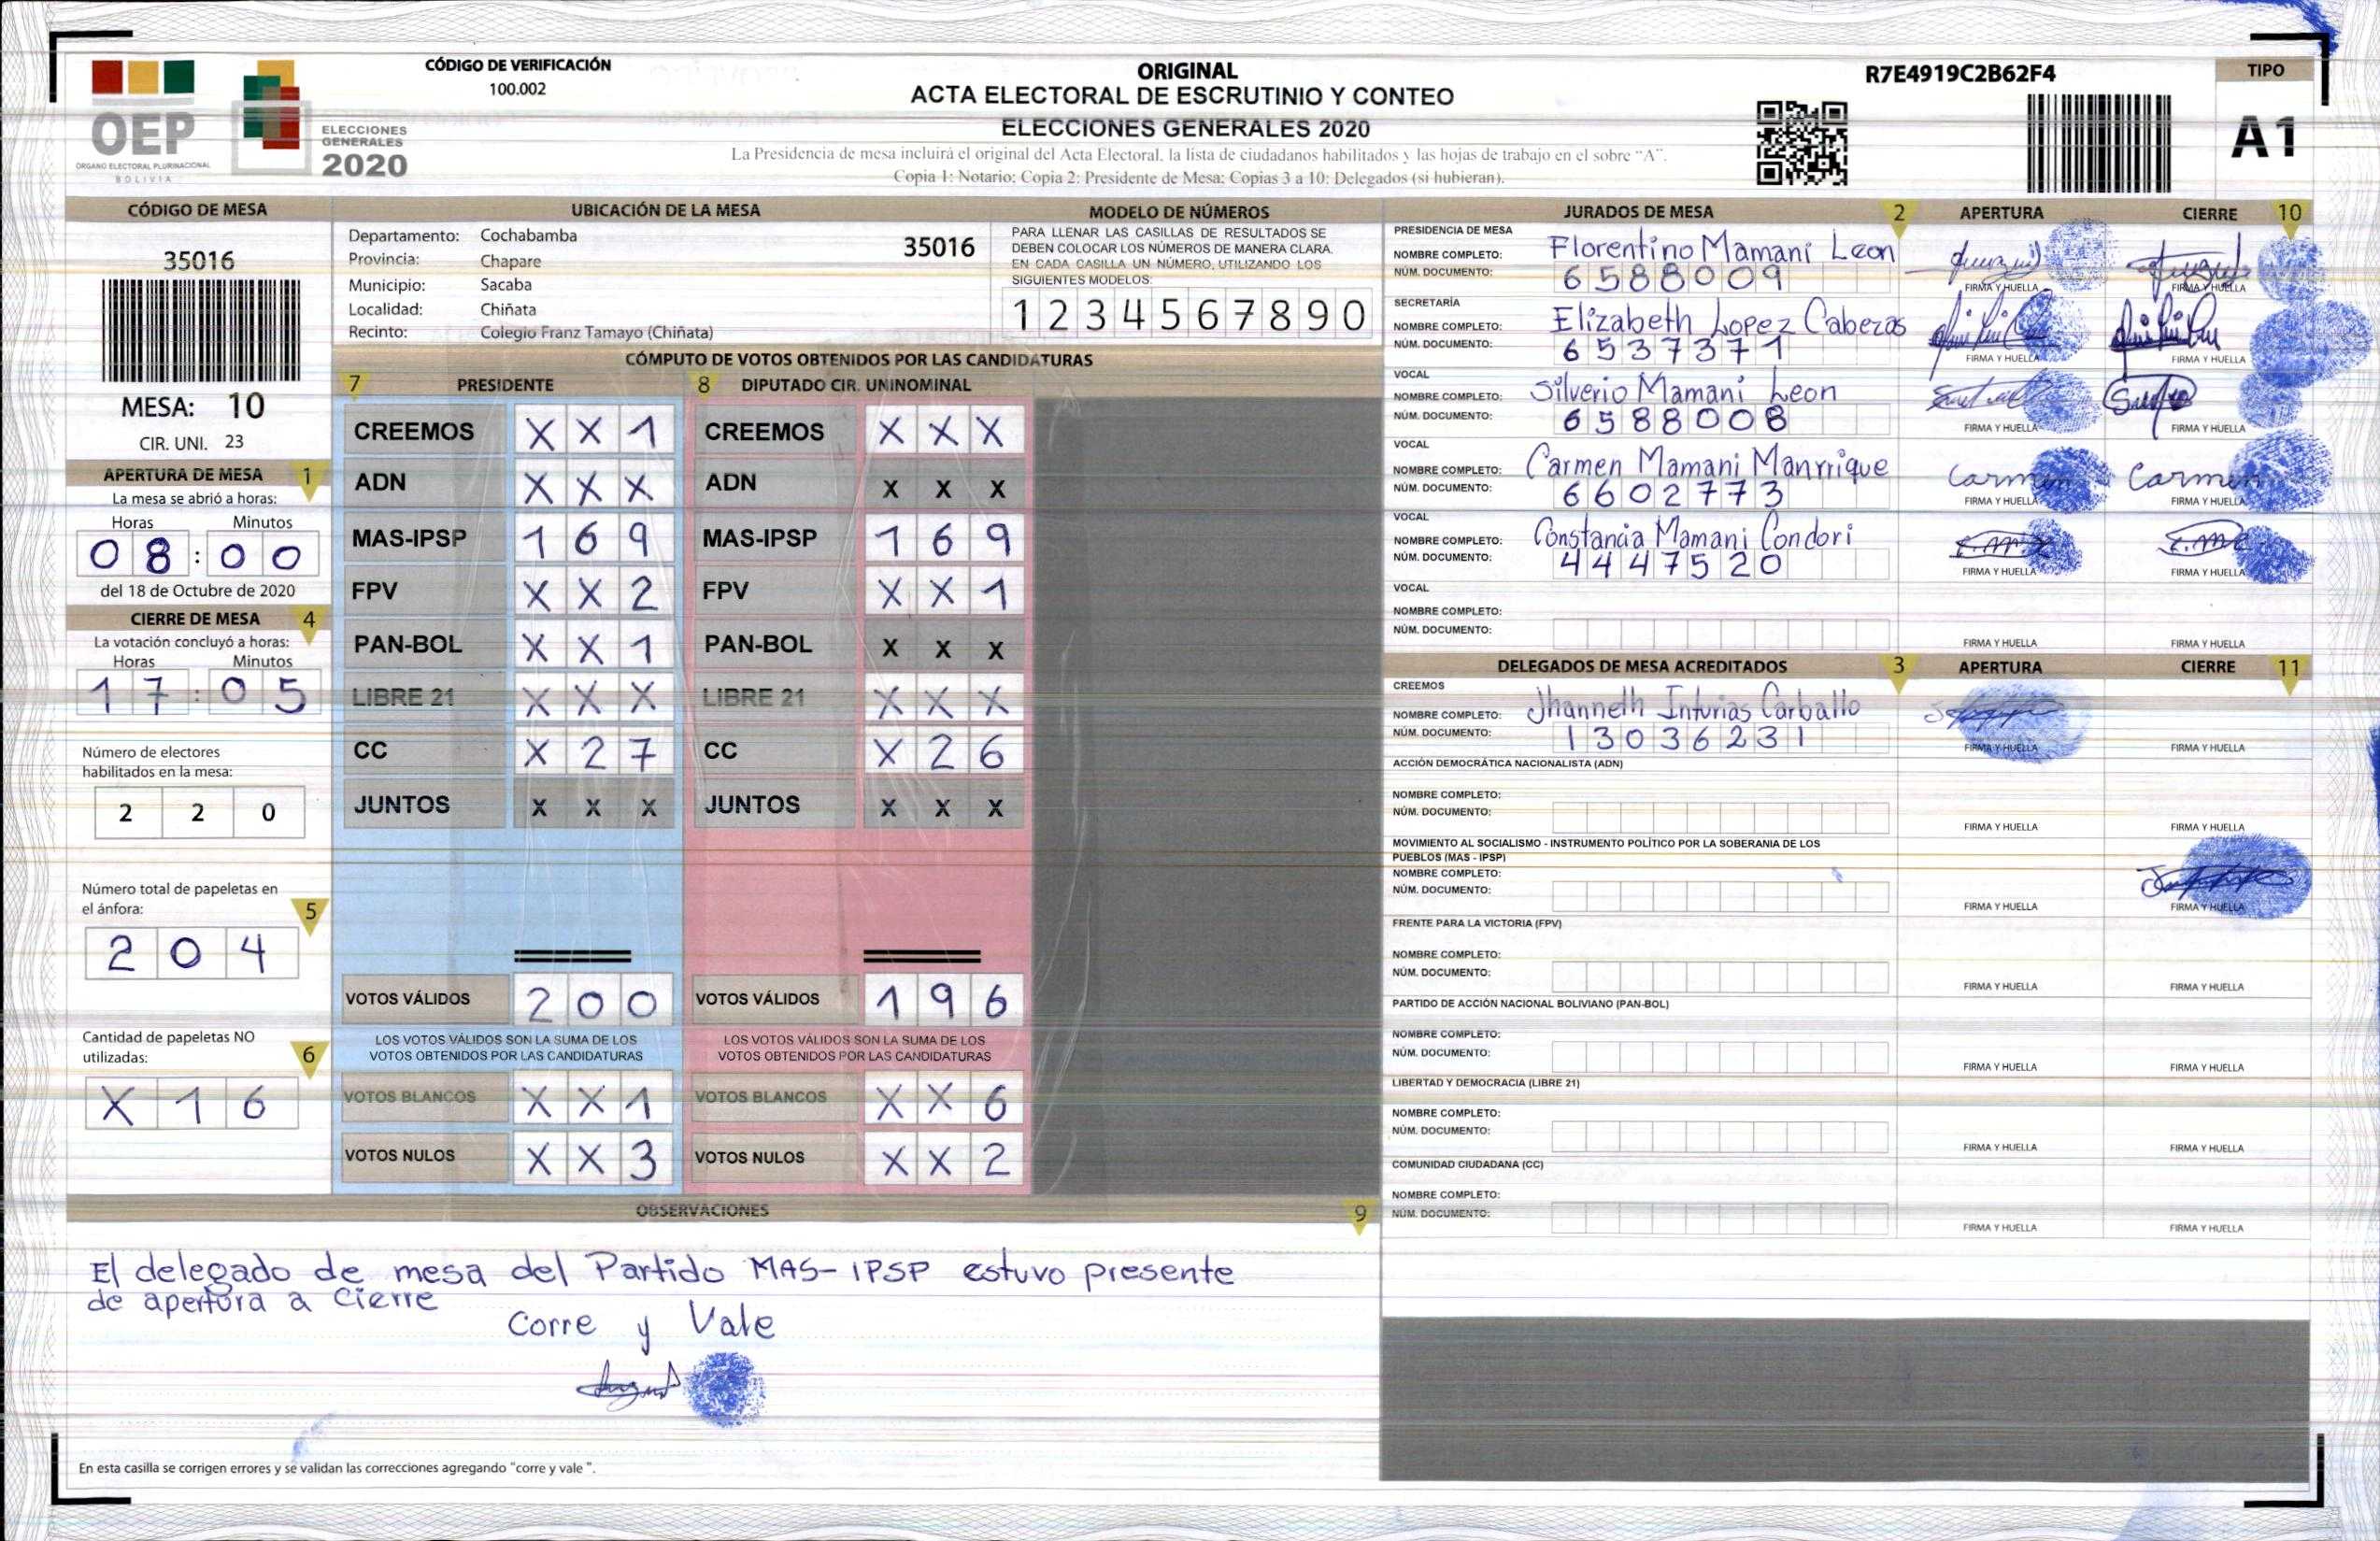 CÓDIGO DE VERIFICACIÓN
100.002
ORIGINAL
ACTA ELECTORAL DE ESCRUTINIO Y CONTEO
ELECCIONES GENERALES 2020
La Presidencia de mesa incluirá el original del Acta Electoral, la lista de ciudadanos habilitados y las hojas de trabajo en el sobre “A”.
Copia 1: Notario; Copia 2: Presidente de Mesa; Copias 3 a 10: Delegados (si hubieran).
R7E4919C2B62F4
TIPO
A1
OEP
ÓRGANO ELECTORAL PLURINACIONAL
BOLIVIA
ELECCIONES
GENERALES
2020
CÓDIGO DE MESA
35016
MESA: 10
CIR. UNI. 23
APERTURA DE MESA 1
La mesa se abrió a horas:
Horas Minutos
08:00
del 18 de Octubre de 2020
CIERRE DE MESA 4
La votación concluyó a horas:
Horas Minutos
17:05
Número de electores
habilitados en la mesa:
2 2 0
Número total de papeletas en
el ánfora: 5
2 0 4
Cantidad de papeletas NO
utilizadas: 6
X 1 6
UBICACIÓN DE LA MESA
Departamento: Cochabamba
Provincia: Chapare
Municipio: Sacaba
Localidad: Chiñata
Recinto: Colegio Franz Tamayo (Chiñata)
35016
MODELO DE NÚMEROS
PARA LLENAR LAS CASILLAS DE RESULTADOS SE
DEBEN COLOCAR LOS NÚMEROS DE MANERA CLARA.
EN CADA CASILLA UN NÚMERO, UTILIZANDO LOS
SIGUIENTES MODELOS:
1 2 3 4 5 6 7 8 9 0
CÓMPUTO DE VOTOS OBTENIDOS POR LAS CANDIDATURAS
7 PRESIDENTE 8 DIPUTADO CIR. UNINOMINAL
CREEMOS X X 1 CREEMOS X X X
ADN X X X ADN X X X
MAS-IPSP 1 6 9 MAS-IPSP 1 6 9
FPV X X 2 FPV X X 1
PAN-BOL X X 1 PAN-BOL X X X
LIBRE 21 X X X LIBRE 21 X X X
CC X 2 7 CC X 2 6
JUNTOS X X X JUNTOS X X X
VOTOS VÁLIDOS 2 0 0 VOTOS VÁLIDOS 1 9 6
LOS VOTOS VÁLIDOS SON LA SUMA DE LOS LOS VOTOS VÁLIDOS SON LA SUMA DE LOS
VOTOS OBTENIDOS POR LAS CANDIDATURAS VOTOS OBTENIDOS POR LAS CANDIDATURAS
VOTOS BLANCOS X X 1 VOTOS BLANCOS X X 6
VOTOS NULOS X X 3 VOTOS NULOS X X 2
OBSERVACIONES 9
El delegado de mesa del Partido MAS-IPSP estuvo presente
de apertura a cierre
Corre y Vale
En esta casilla se corrigen errores y se validan las correcciones agregando "corre y vale ".
JURADOS DE MESA 2 APERTURA CIERRE 10
PRESIDENCIA DE MESA
NOMBRE COMPLETO: Florentino Mamani Leon
NÚM. DOCUMENTO: 6588009 FIRMA Y HUELLA FIRMA Y HUELLA
SECRETARÍA
NOMBRE COMPLETO: Elizabeth Lopez Cabezas
NÚM. DOCUMENTO: 6537371 FIRMA Y HUELLA FIRMA Y HUELLA
VOCAL
NOMBRE COMPLETO: Silverio Mamani Leon
NÚM. DOCUMENTO: 6588008 FIRMA Y HUELLA FIRMA Y HUELLA
VOCAL
NOMBRE COMPLETO: Carmen Mamani Manrrique Carmen Carmen
NÚM. DOCUMENTO: 6602773 FIRMA Y HUELLA FIRMA Y HUELLA
VOCAL
NOMBRE COMPLETO: Constancia Mamani Condori
NÚM. DOCUMENTO: 4447520 FIRMA Y HUELLA FIRMA Y HUELLA
VOCAL
NOMBRE COMPLETO:
NÚM. DOCUMENTO: FIRMA Y HUELLA FIRMA Y HUELLA
DELEGADOS DE MESA ACREDITADOS 3 APERTURA CIERRE 11
CREEMOS
NOMBRE COMPLETO: Jhanneth Inturias Carballo
NÚM. DOCUMENTO: 13036231 FIRMA Y HUELLA FIRMA Y HUELLA
ACCIÓN DEMOCRÁTICA NACIONALISTA (ADN)
NOMBRE COMPLETO:
NÚM. DOCUMENTO: FIRMA Y HUELLA FIRMA Y HUELLA
MOVIMIENTO AL SOCIALISMO - INSTRUMENTO POLÍTICO POR LA SOBERANIA DE LOS
PUEBLOS (MAS - IPSP)
NOMBRE COMPLETO:
NÚM. DOCUMENTO: FIRMA Y HUELLA FIRMA Y HUELLA
FRENTE PARA LA VICTORIA (FPV)
NOMBRE COMPLETO:
NÚM. DOCUMENTO: FIRMA Y HUELLA FIRMA Y HUELLA
PARTIDO DE ACCIÓN NACIONAL BOLIVIANO (PAN-BOL)
NOMBRE COMPLETO:
NÚM. DOCUMENTO: FIRMA Y HUELLA FIRMA Y HUELLA
LIBERTAD Y DEMOCRACIA (LIBRE 21)
NOMBRE COMPLETO:
NÚM. DOCUMENTO: FIRMA Y HUELLA FIRMA Y HUELLA
COMUNIDAD CIUDADANA (CC)
NOMBRE COMPLETO:
NÚM. DOCUMENTO: FIRMA Y HUELLA FIRMA Y HUELLA